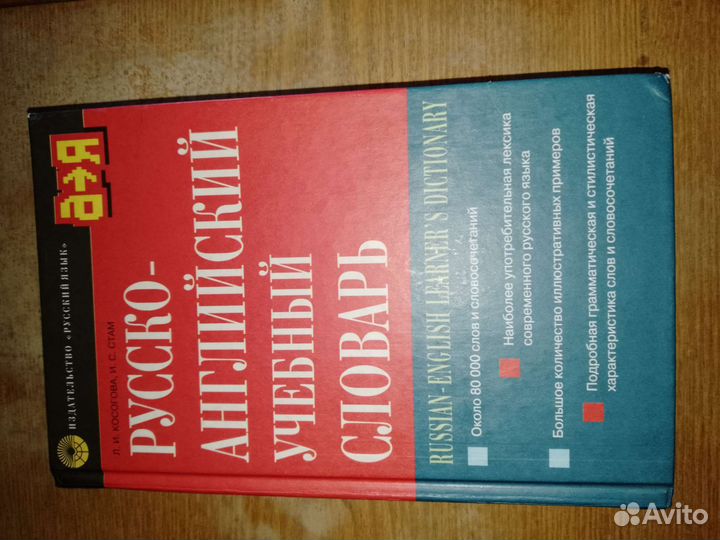 ИЗДАТЕЛЬСТВО «РУССКИЙ ЯЗЫК»
а→Я
Л. И. КОСОГОВА, И. С. СТАМ
РУССКО-
АНГЛИЙСКИЙ
УЧЕБНЫЙ
СЛОВАРЬ
RUSSIAN-ENGLISH LEARNER'S DICTIONARY
Около 80 000 слов и словосочетаний
Наиболее употребительная лексика
современного русского языка
Большое количество иллюстративных примеров
Подробная грамматическая и стилистическая
характеристика слов и словосочетаний
Avito